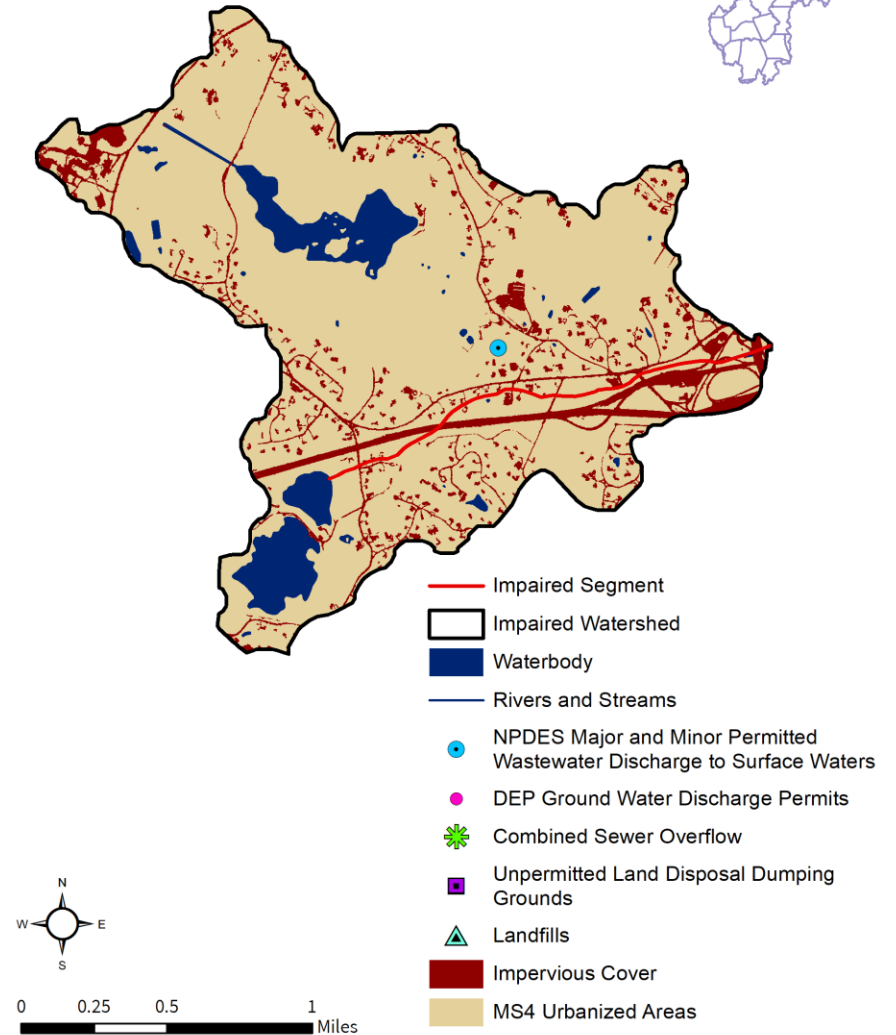 Impaired Segment
Impaired Watershed
Waterbody
Rivers and Streams
NPDES Major and Minor Permitted
Wastewater Discharge to Surface Waters
DEP Ground Water Discharge Permits
Combined Sewer Overflow
Unpermitted Land Disposal Dumping
Grounds
Landfills
Impervious Cover
MS4 Urbanized Areas
N
W E
S
0 0.25 0.5 1
Miles